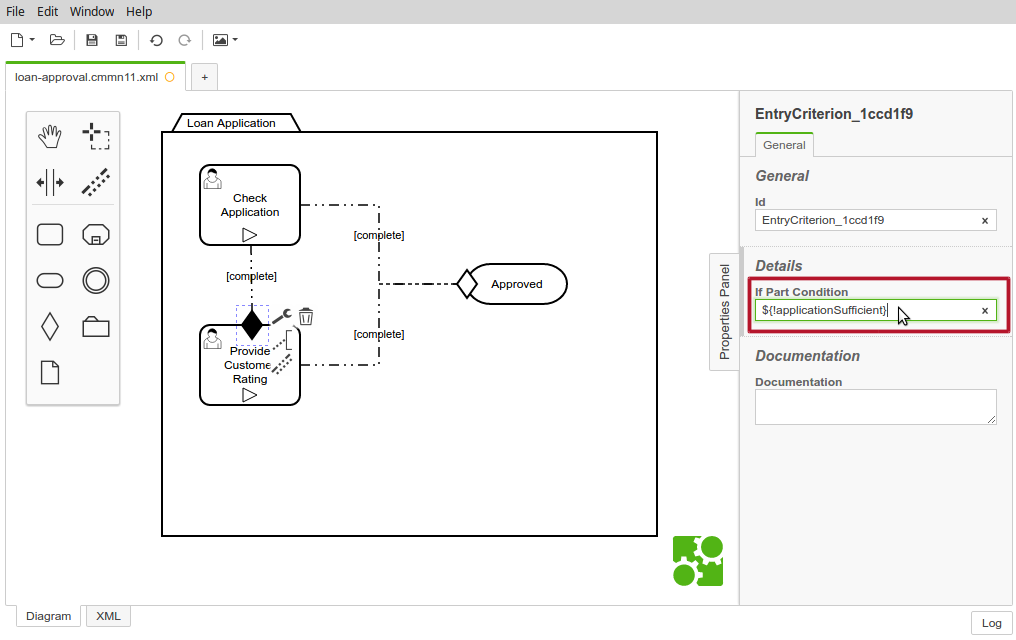 File Edit Window Help
loan-approval.cmmn11.xml
+
Loan Application
Check
Application
[complete]
[complete]
Approved
[complete]
Provide
Customer
Rating
Properties Panel
EntryCriterion_1ccd1f9
General
General
Id
EntryCriterion_1ccd1f9 ×
Details
If Part Condition
${!applicationSufficient} ×
Documentation
Documentation
Diagram XML
Log